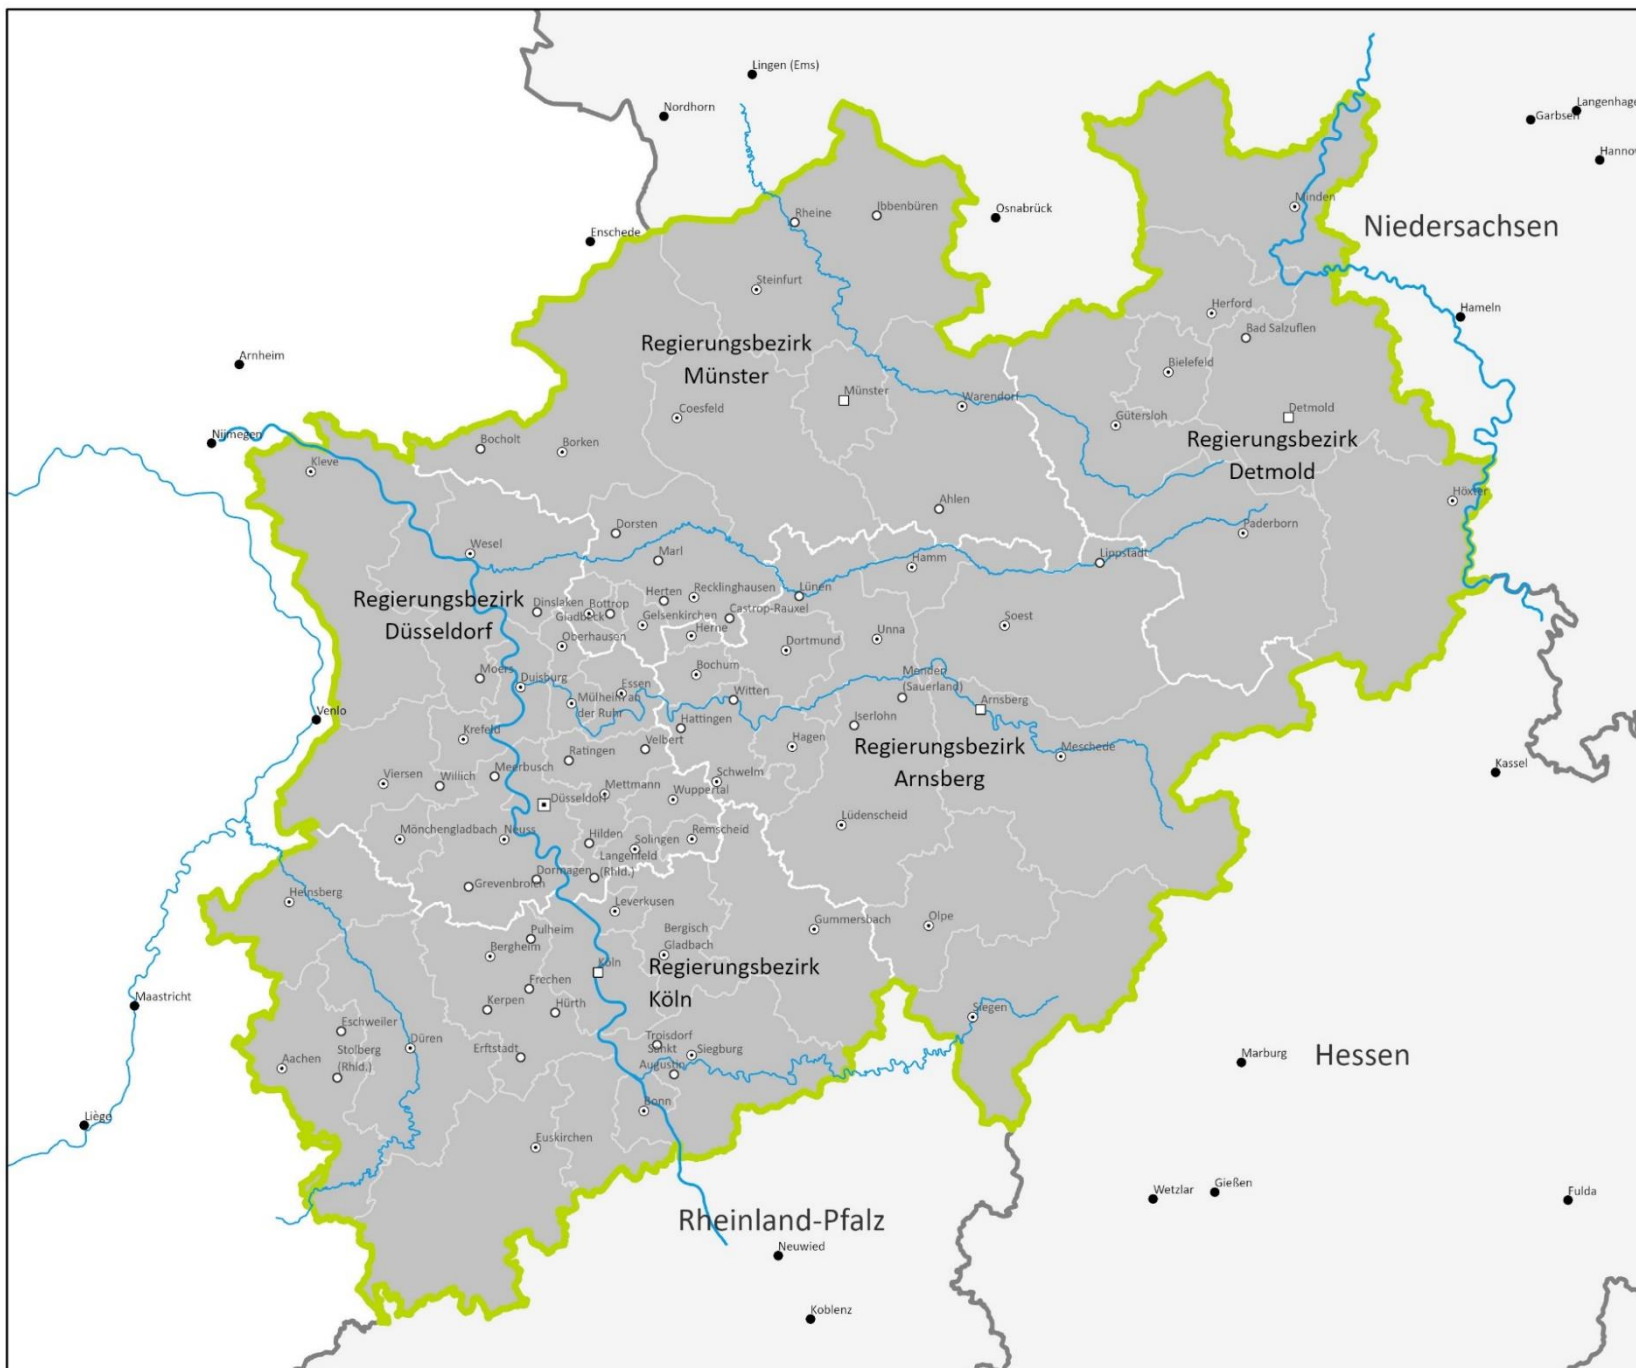 Lingen (Ems)
Nordhorn
Langenhage
Garbsen
Hannov
Minden
Rheine
Ibbenbüren
Osnabrück
Niedersachsen
Enschede
Steinfurt
Herford
Hameln
Bad Salzuflen
Regierungsbezirk
Münster
Arnheim
Bielefeld
Münster
Warendorf
Coesfeld
Gütersloh
Detmold
Regierungsbezirk
Detmold
Nijmegen
Bocholt
Borken
Kleve
Höxter
Ahlen
Dorsten
Paderborn
Wesel
Marl
Hamm
Lippstadt
Regierungsbezirk
Düsseldorf
Dinslaken
Bottrop
Gladbeck
Herten
Recklinghausen
Gelsenkirchen
Castrop-Rauxel
Lünen
Herne
Oberhausen
Dortmund
Unna
Soest
Moers
Duisburg
Essen
Bochum
Menden
(Sauerland)
Mülheim an
der Ruhr
Witten
Arnsberg
Venlo
Hattingen
Iserlohn
Krefeld
Velbert
Hagen
Regierungsbezirk
Arnsberg
Ratingen
Meschede
Kassel
Viersen
Willich
Meerbusch
Mettmann
Schwelm
Düsseldorf
Wuppertal
Lüdenscheid
Mönchengladbach
Neuss
Hilden
Solingen
Remscheid
Langenfeld
(Rhld.)
Dormagen
Grevenbroich
Heinsberg
Leverkusen
Gummersbach
Olpe
Pulheim
Bergisch
Gladbach
Bergheim
Köln
Regierungsbezirk
Köln
Frechen
Kerpen
Hürth
Maastricht
Siegen
Eschweiler
Düren
Troisdorf
Sankt
Augustin
Siegburg
Erftstadt
Stolberg
(Rhld.)
Aachen
Marburg
Hessen
Bonn
Liège
Euskirchen
Wetzlar
Gießen
Fulda
Rheinland-Pfalz
Neuwied
Koblenz